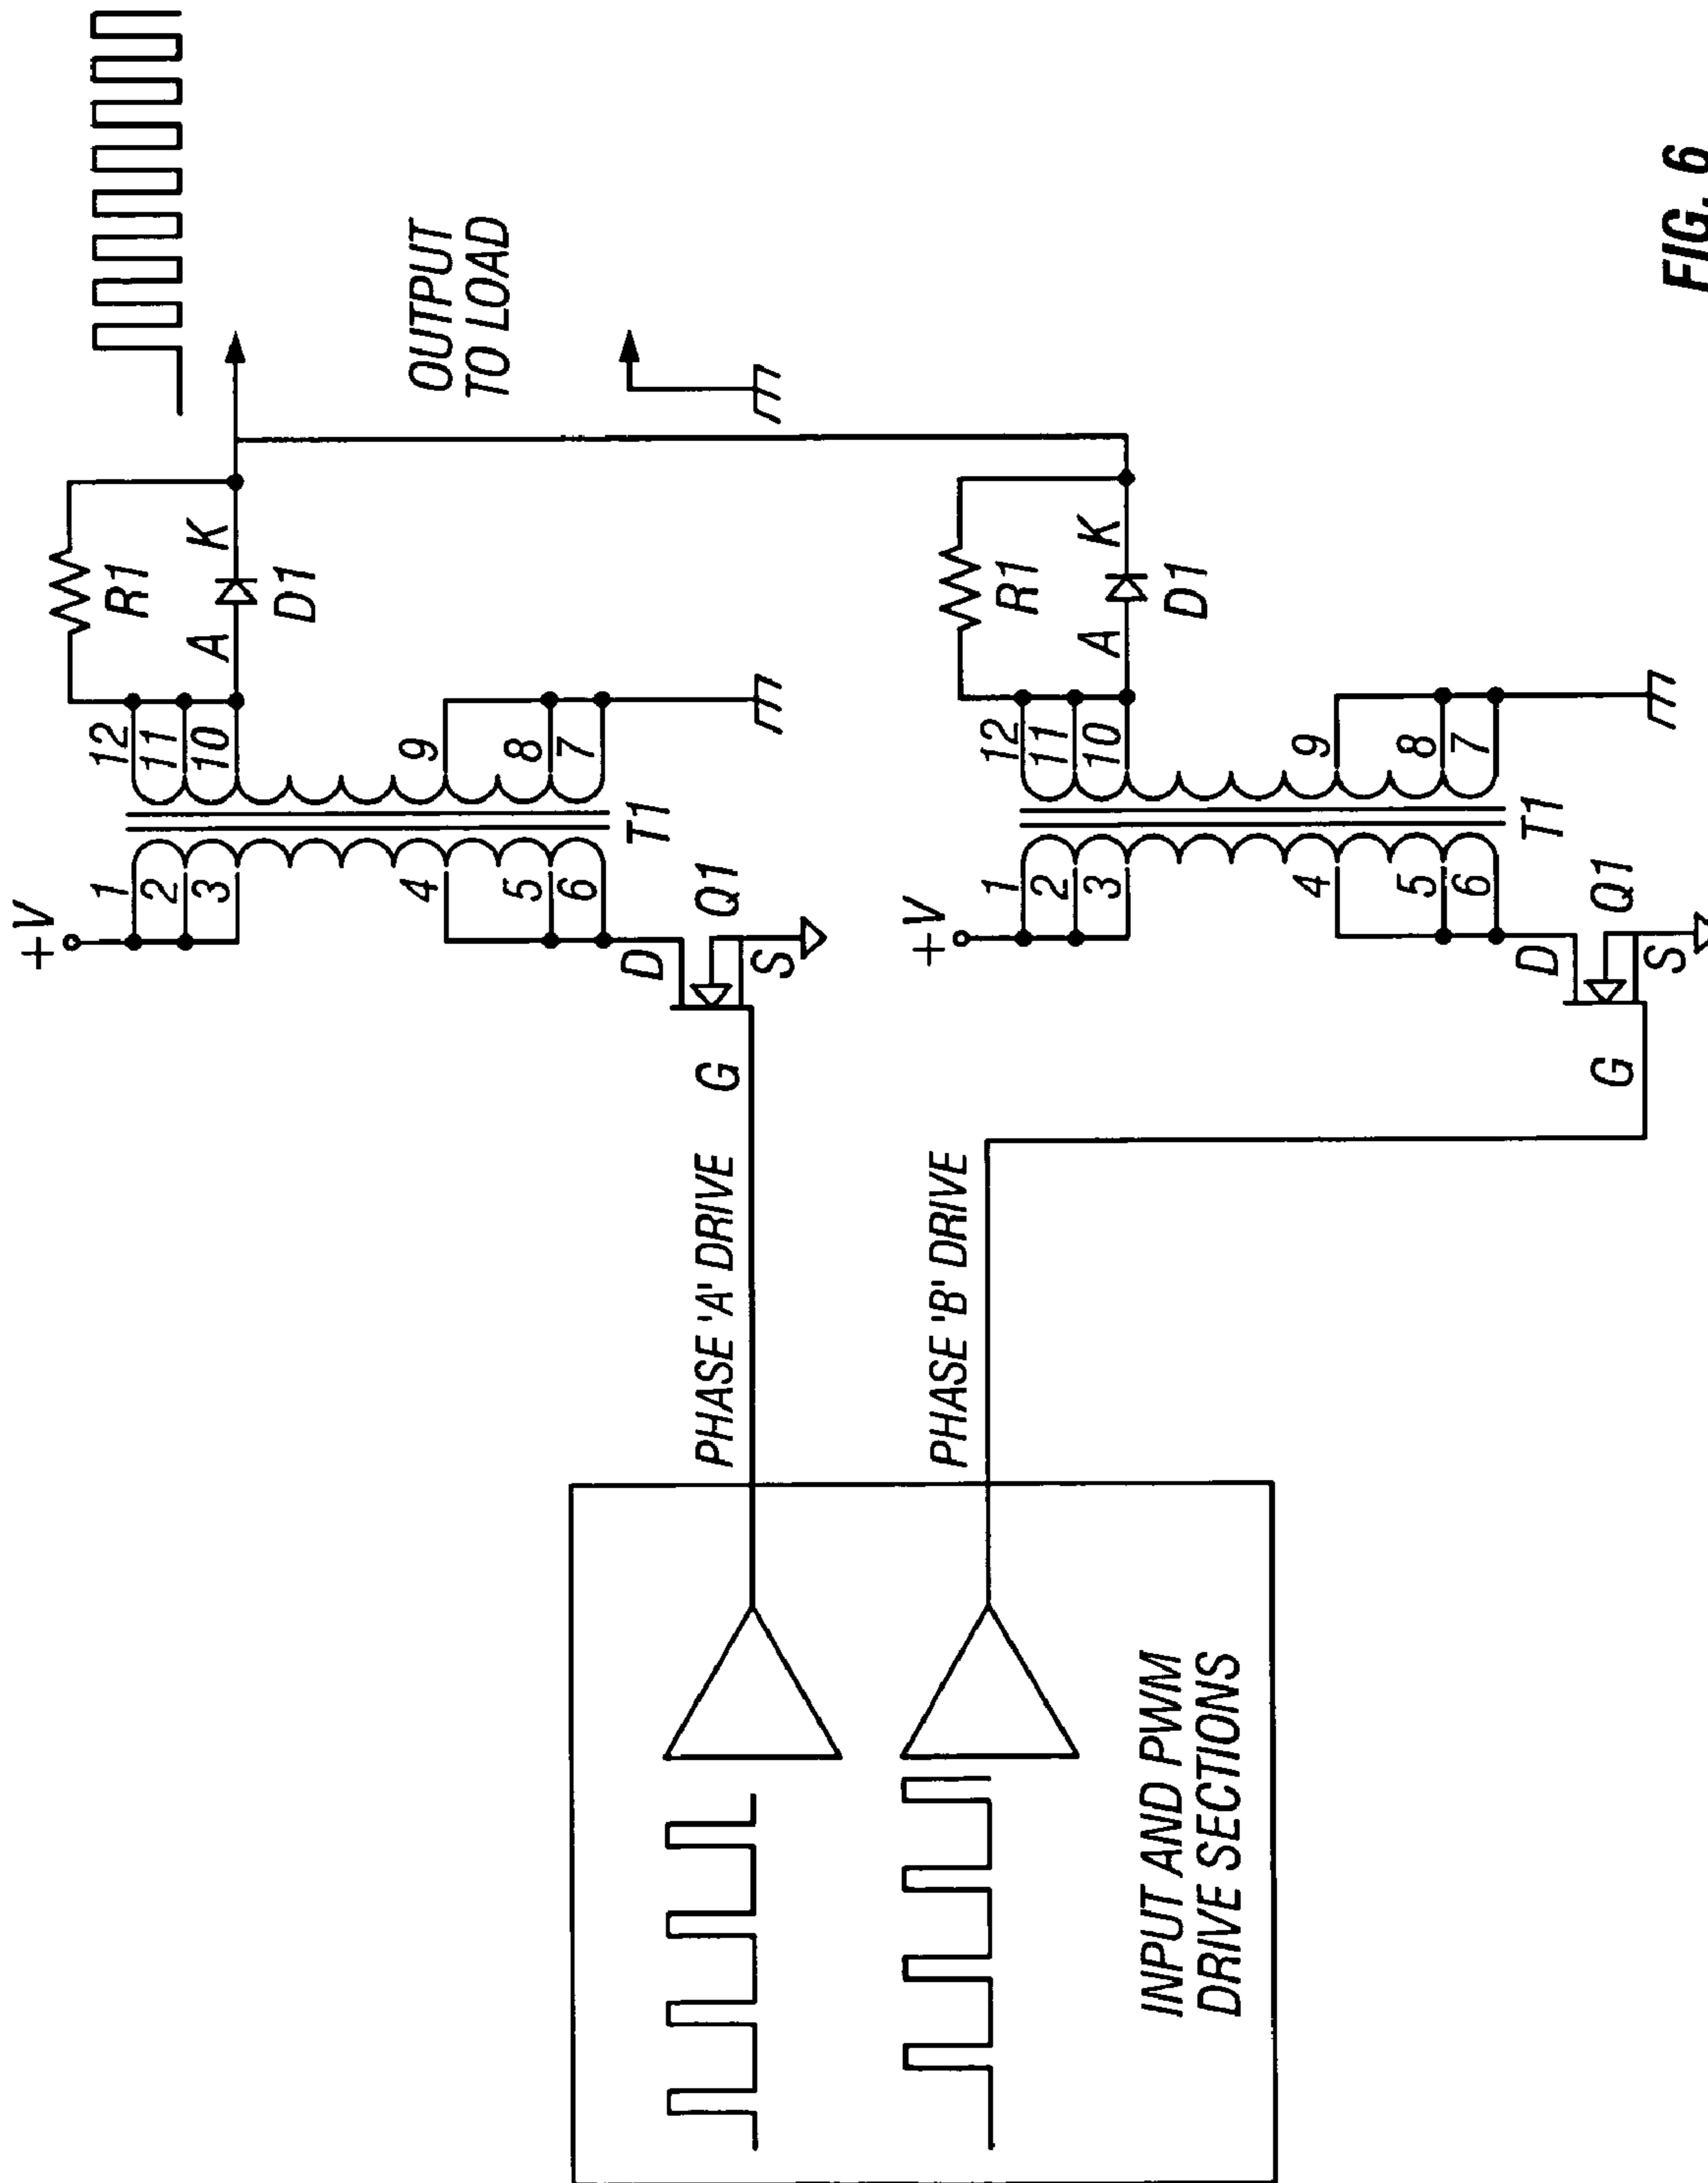 +V
1
2
3
4
5
6
12
11
10
9
8
7
T1
R1
A
K
D1
OUTPUT
TO LOAD
D
G
S
Q1
PHASE 'A' DRIVE
PHASE 'B' DRIVE
INPUT AND PWM
DRIVE SECTIONS
+V
1
2
3
4
5
6
12
11
10
9
8
7
T1
R1
A
K
D1
D
G
S
Q1
FIG. 6